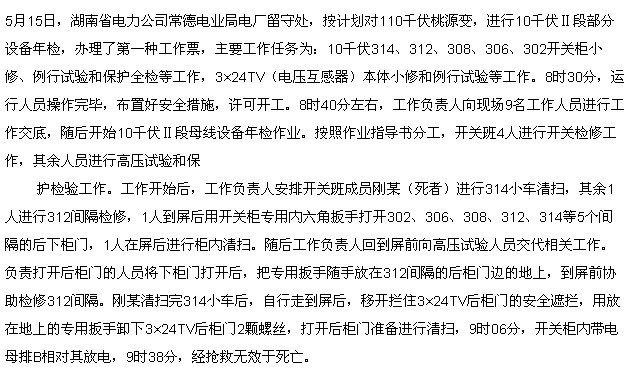 5月15日，湖南省电力公司常德电业局电厂留守处，按计划对110千伏桃源变，进行10千伏Ⅱ段部分
设备年检，办理了第一种工作票，主要工作任务为：10千伏314、312、308、306、302开关柜小
修、例行试验和保护全检等工作，3×24TV（电压互感器）本体小修和例行试验等工作。8时30分，运
行人员操作完毕，布置好安全措施，许可开工。8时40分左右，工作负责人向现场9名工作人员进行工
作交底，随后开始10千伏Ⅱ段母线设备年检作业。按照作业指导书分工，开关班4人进行开关检修工
作，其余人员进行高压试验和保
护检验工作。工作开始后，工作负责人安排开关班成员刚某（死者）进行314小车清扫，其余1
人进行312间隔检修，1人到屏后用开关柜专用内六角扳手打开302、306、308、312、314等5个间
隔的后下柜门，1人在屏后进行柜内清扫。随后工作负责人回到屏前向高压试验人员交代相关工作。
负责打开后柜门的人员将下柜门打开后，把专用扳手随手放在312间隔的后柜门边的地上，到屏前协
助检修312间隔。刚某清扫完314小车后，自行走到屏后，移开拦住3×24TV后柜门的安全遮拦，用放
在地上的专用扳手卸下3×24TV后柜门2颗螺丝，打开后柜门准备进行清扫，9时06分，开关柜内带电
母排B相对其放电，9时38分，经抢救无效于死亡。